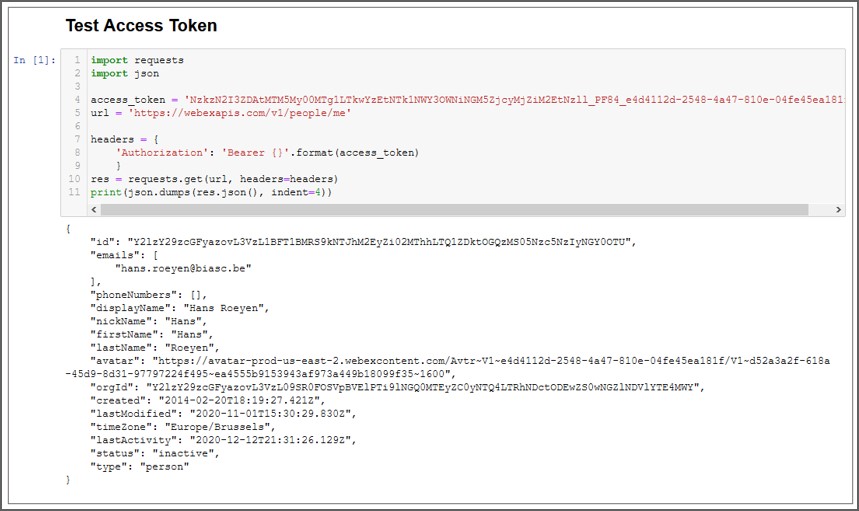 Test Access Token
In [1]:
1 import requests
2 import json
3
4 access_token = 'NzkzN2I3ZDAtMTM5My00MTglLTkwYzEtNTk1NWY3OWNiNGM5ZjcyMjZiM2EtNzll_PF84_e4d4112d-2548-4a47-810e-04fe45ea181
5 url = 'https://webexapis.com/v1/people/me'
6
7 headers = {
8     'Authorization': 'Bearer {}'.format(access_token)
9     }
10 res = requests.get(url, headers=headers)
11 print(json.dumps(res.json(), indent=4))
{
    "id": "Y2lzY29zcGFyazovL3VzL1BFT1BMRS9kNTJhM2EyZi02MThhLTQ1ZDktOGQzMS05Nzc5NzIyNGY0OTU",
    "emails": [
        "hans.roeyen@biasc.be"
    ],
    "phoneNumbers": [],
    "displayName": "Hans Roeyen",
    "nickName": "Hans",
    "firstName": "Hans",
    "lastName": "Roeyen",
    "avatar": "https://avatar-prod-us-east-2.webexcontent.com/Avtr~V1~e4d4112d-2548-4a47-810e-04fe45ea181f/V1~d52a3a2f-618a
-45d9-8d31-97797224f495~ea4555b9153943af973a449b18099f35~1600",
    "orgId": "Y2lzY29zcGFyazovL3VzL09SR0FOSVpBVElPTi9lNGQ0MTEyZC0yNTQ4LTRhNDctODEwZS0wNGZlNDVlYTE4MWY",
    "created": "2014-02-20T18:19:27.421Z",
    "lastModified": "2020-11-01T15:30:29.830Z",
    "timeZone": "Europe/Brussels",
    "lastActivity": "2020-12-12T21:31:26.129Z",
    "status": "inactive",
    "type": "person"
}